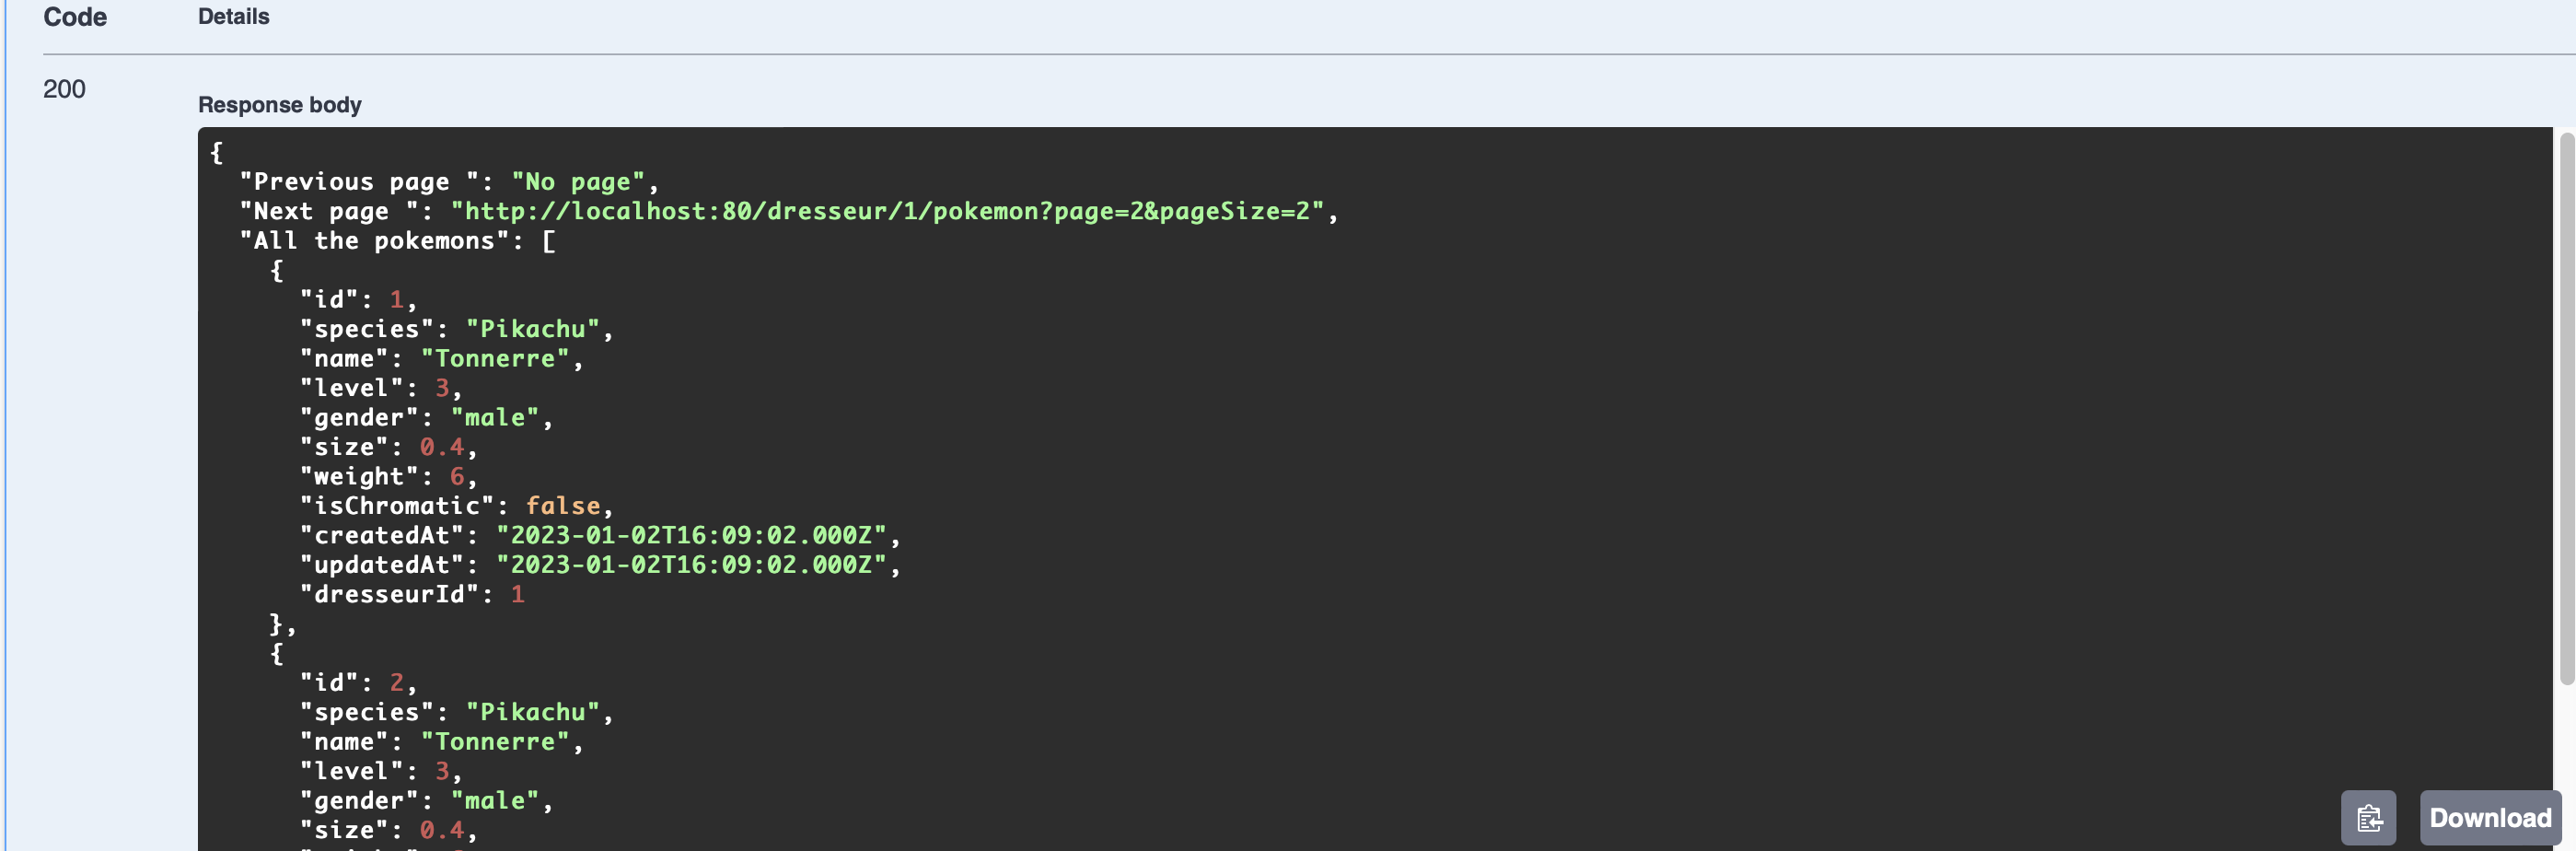 Code Details
200
Response body
{
"Previous page ": "No page",
"Next page ": "http://localhost:80/dresseur/1/pokemon?page=2&pageSize=2",
"All the pokemons": [
{
"id": 1,
"species": "Pikachu",
"name": "Tonnerre",
"level": 3,
"gender": "male",
"size": 0.4,
"weight": 6,
"isChromatic": false,
"createdAt": "2023-01-02T16:09:02.000Z",
"updatedAt": "2023-01-02T16:09:02.000Z",
"dresseurId": 1
},
{
"id": 2,
"species": "Pikachu",
"name": "Tonnerre",
"level": 3,
"gender": "male",
"size": 0.4,
Download